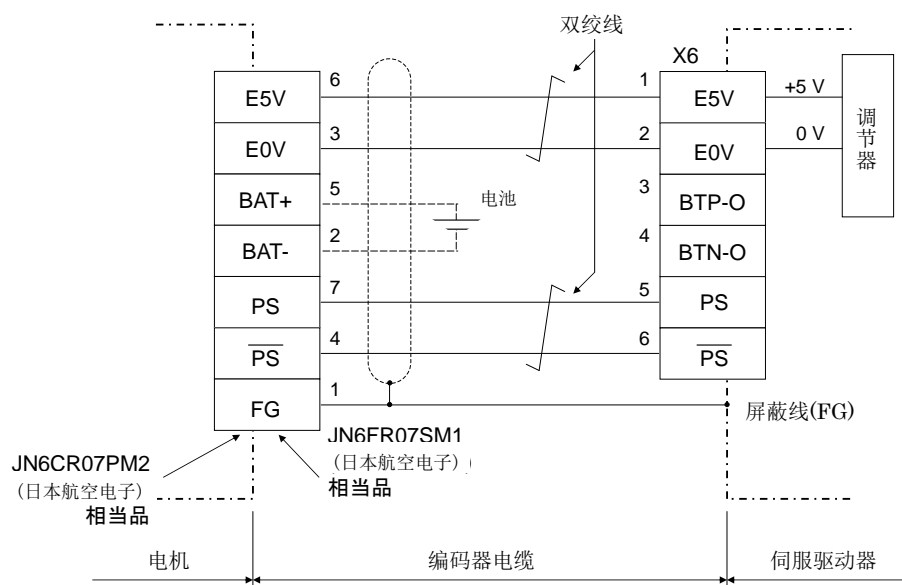 双绞线
X6
E5V
6
1
E5V
+5 V
E0V
3
2
E0V
0 V
调节器
BAT+
5
电池
3
BTP-O
BAT-
2
4
BTN-O
PS
7
5
PS
PS
4
6
PS
FG
1
屏蔽线(FG)
JN6CR07PM2
(日本航空电子)
相当品
JN6FR07SM1
(日本航空电子)
相当品
电机
编码器电缆
伺服驱动器